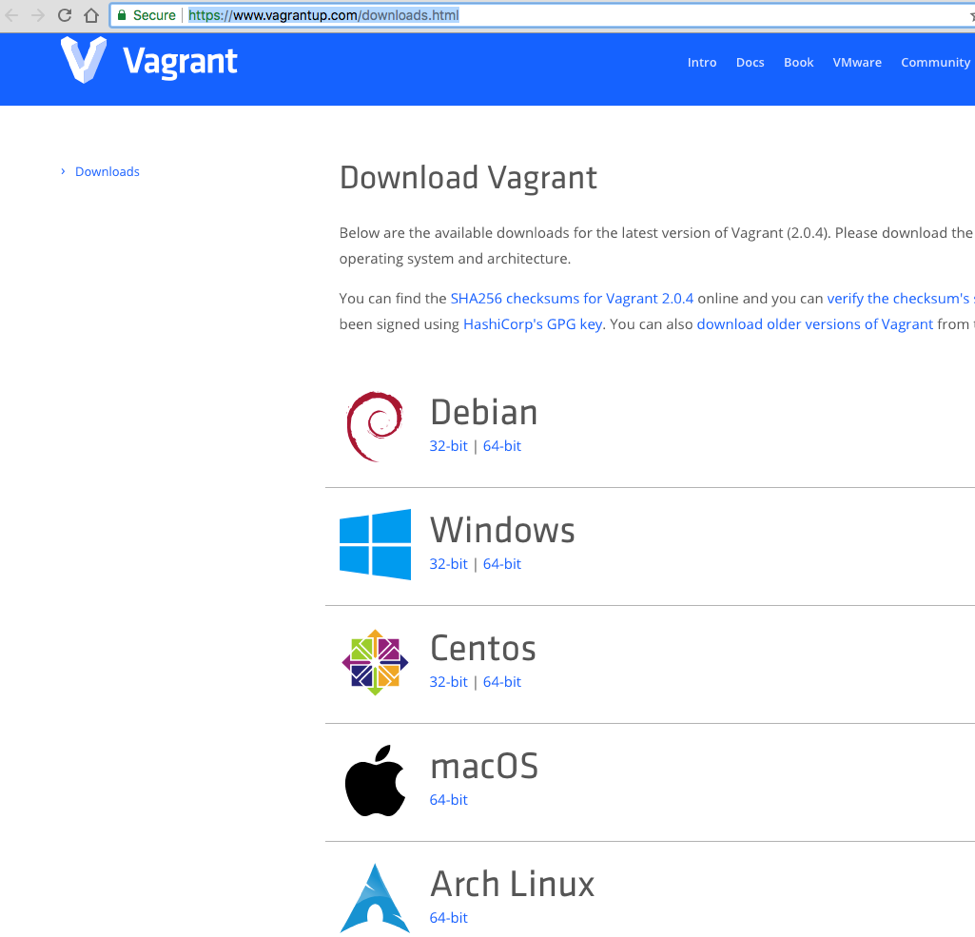 Secure | https://www.vagrantup.com/downloads.html
Vagrant
Intro Docs Book VMware Community
Downloads
Download Vagrant
Below are the available downloads for the latest version of Vagrant (2.0.4). Please download the
operating system and architecture.
You can find the SHA256 checksums for Vagrant 2.0.4 online and you can verify the checksum's
been signed using HashiCorp's GPG key. You can also download older versions of Vagrant from
Debian
32-bit | 64-bit
Windows
32-bit | 64-bit
Centos
32-bit | 64-bit
macOS
64-bit
Arch Linux
64-bit